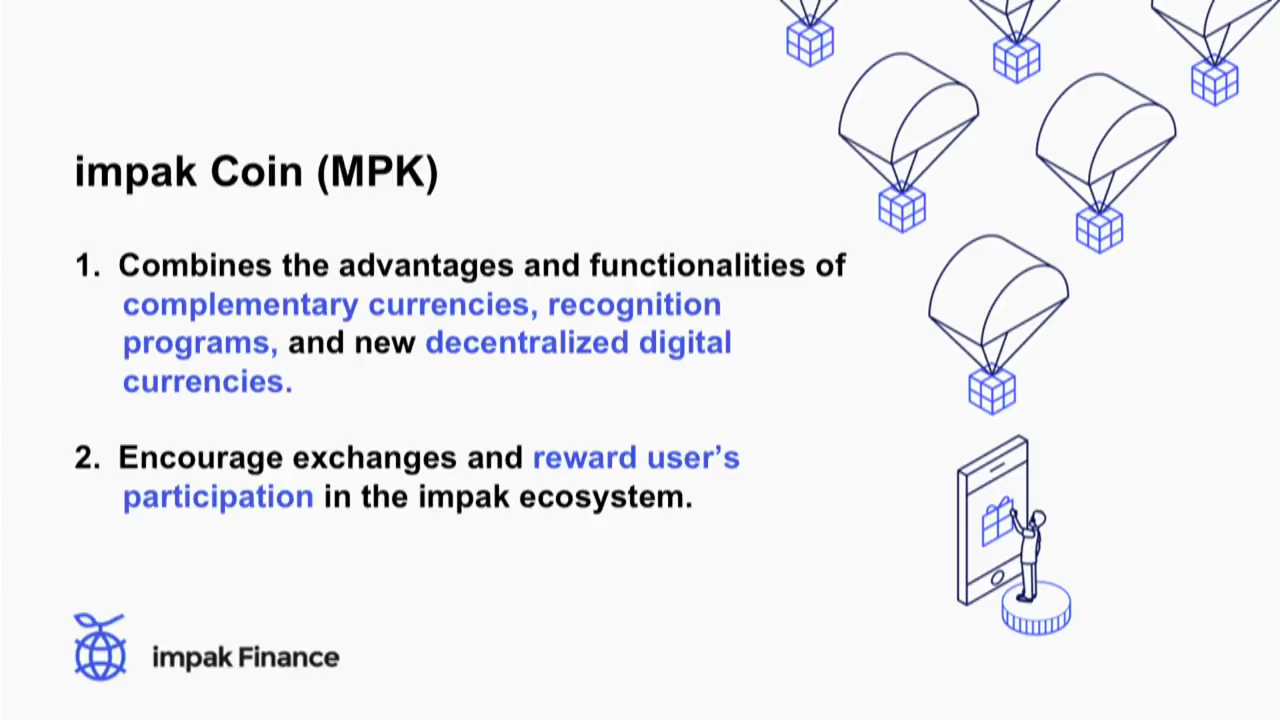 impak Coin (MPK)
1. Combines the advantages and functionalities of
complementary currencies, recognition
programs, and new decentralized digital
currencies.
2. Encourage exchanges and reward user’s
participation in the impak ecosystem.
impak Finance